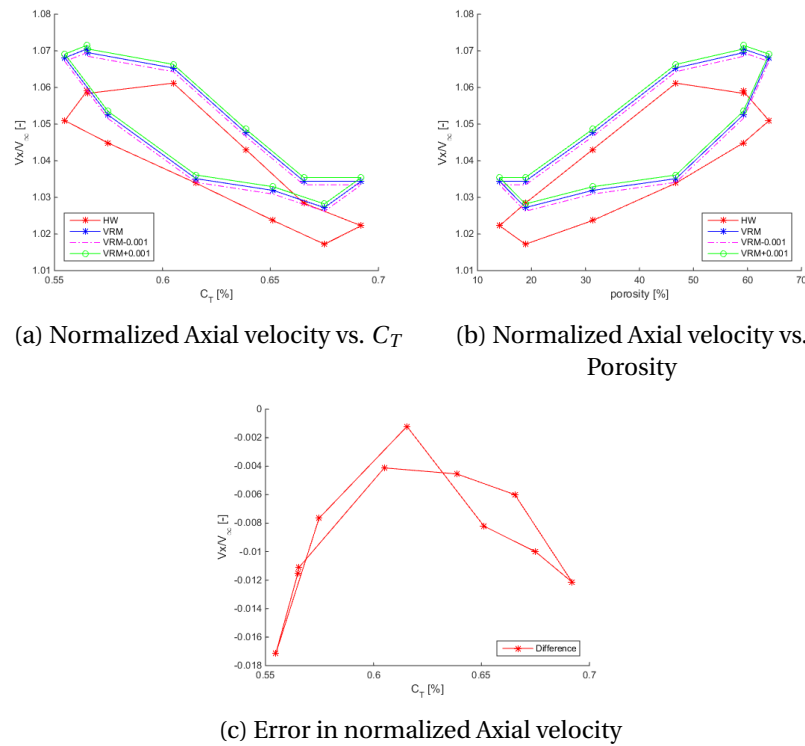 1.08
1.07
1.06
1.05
1.04
1.03
1.02
1.01
Vx/V∞ [-]
HW
VRM
VRM-0.001
VRM+0.001
0.55
0.6
0.65
0.7
C_T [%]
(a) Normalized Axial velocity vs. C_T
1.08
1.07
1.06
1.05
1.04
1.03
1.02
1.01
Vx/V∞ [-]
HW
VRM
VRM-0.001
VRM+0.001
10
20
30
40
50
60
70
porosity [%]
(b) Normalized Axial velocity vs.
Porosity
0
-0.002
-0.004
-0.006
-0.008
-0.01
-0.012
-0.014
-0.016
-0.018
Vx/V∞ [-]
Difference
0.55
0.6
0.65
0.7
C_T [%]
(c) Error in normalized Axial velocity